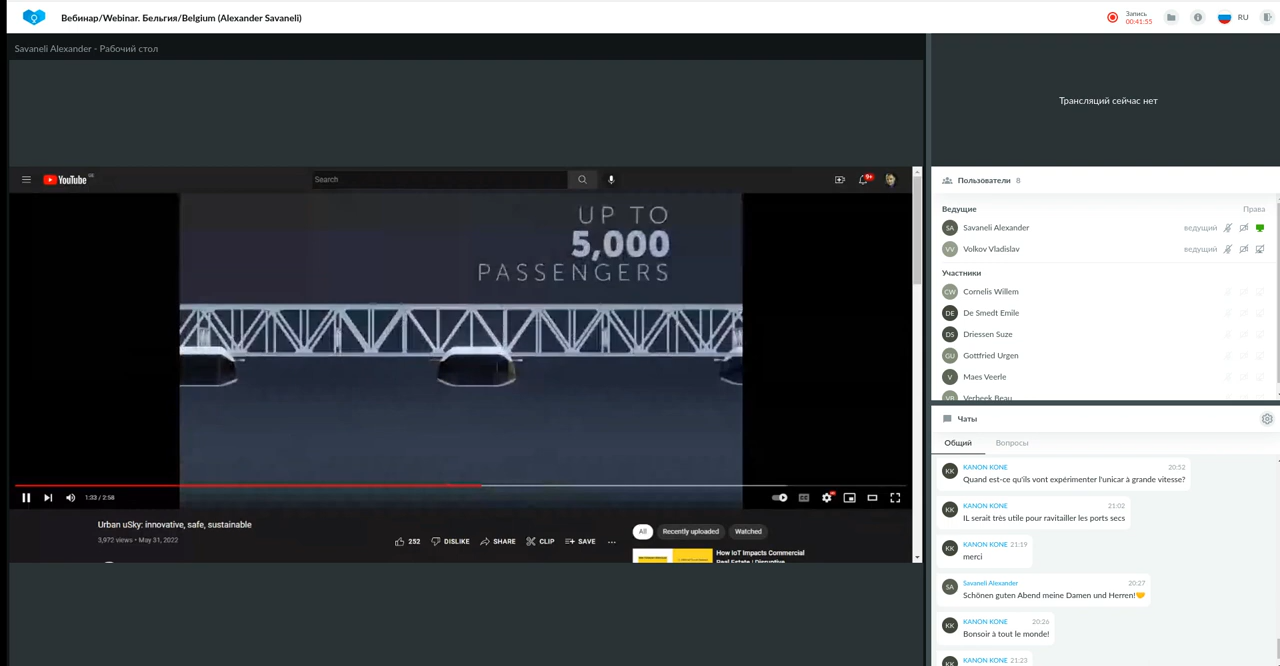 Вебинар/Webinar. Бельгия/Belgium (Alexander Savaneli)
Запись
00:41:55
RU
Savaneli Alexander - Рабочий стол
YouTube
Search
9+
UP TO
5,000
PASSENGERS
1:33 / 2:58
Urban uSky: innovative, safe, sustainable
3,972 views • May 31, 2022
252
DISLIKE
SHARE
CLIP
SAVE
...
All
Recently uploaded
Watched
How IoT Impacts Commercial
Real Estate / Disruptive
Трансляций сейчас нет
Пользователи 8
Ведущие
Права
SA Savaneli Alexander ведущий
VV Volkov Vladislav ведущий
Участники
CW Cornelis Willem
DE De Smedt Emile
DS Driessen Suze
GU Gottfried Urgen
V Maes Veerle
VB Verbeek Beau
Чаты
Общий
Вопросы
KK KANON KONE 20:52
Quand est-ce qu'ils vont expérimenter l'unicar à grande vitesse?
KK KANON KONE 21:02
IL serait très utile pour ravitailler les ports secs
KK KANON KONE 21:19
merci
SA Savaneli Alexander 20:27
Schönen guten Abend meine Damen und Herren!🤝
KK KANON KONE 20:26
Bonsoir à tout le monde!
KK KANON KONE 21:23